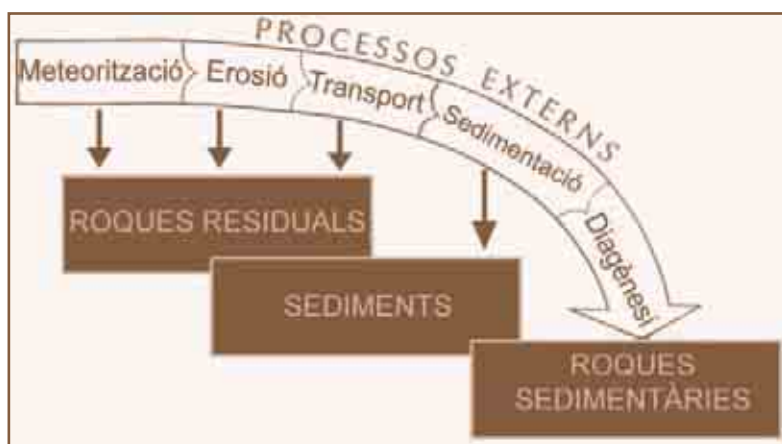 PROCESSOS EXTERNS
Meteorització
Erosió
Transport
Sedimentació
Diagènesi
ROQUES RESIDUALS
SEDIMENTS
ROQUES
SEDIMENTÀRIES